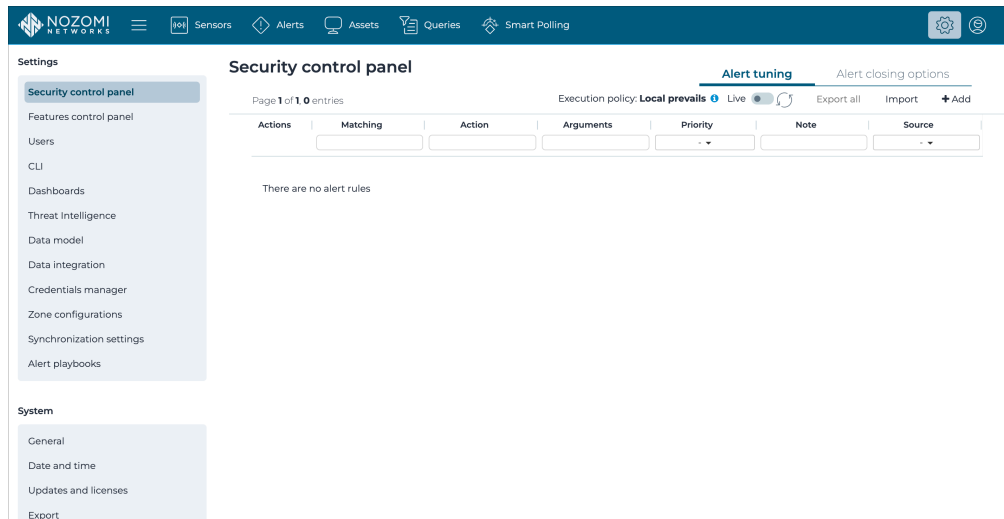 NOZOMI
NETWORKS
Sensors
Alerts
Assets
Queries
Smart Polling
Settings
Security control panel
Features control panel
Users
CLI
Dashboards
Threat Intelligence
Data model
Data integration
Credentials manager
Zone configurations
Synchronization settings
Alert playbooks
System
General
Date and time
Updates and licenses
Export
Security control panel
Alert tuning
Alert closing options
Page 1 of 1, 0 entries
Execution policy: Local prevails
Live
Export all
Import
+ Add
Actions
Matching
Action
Arguments
Priority
Note
Source
-
-
There are no alert rules